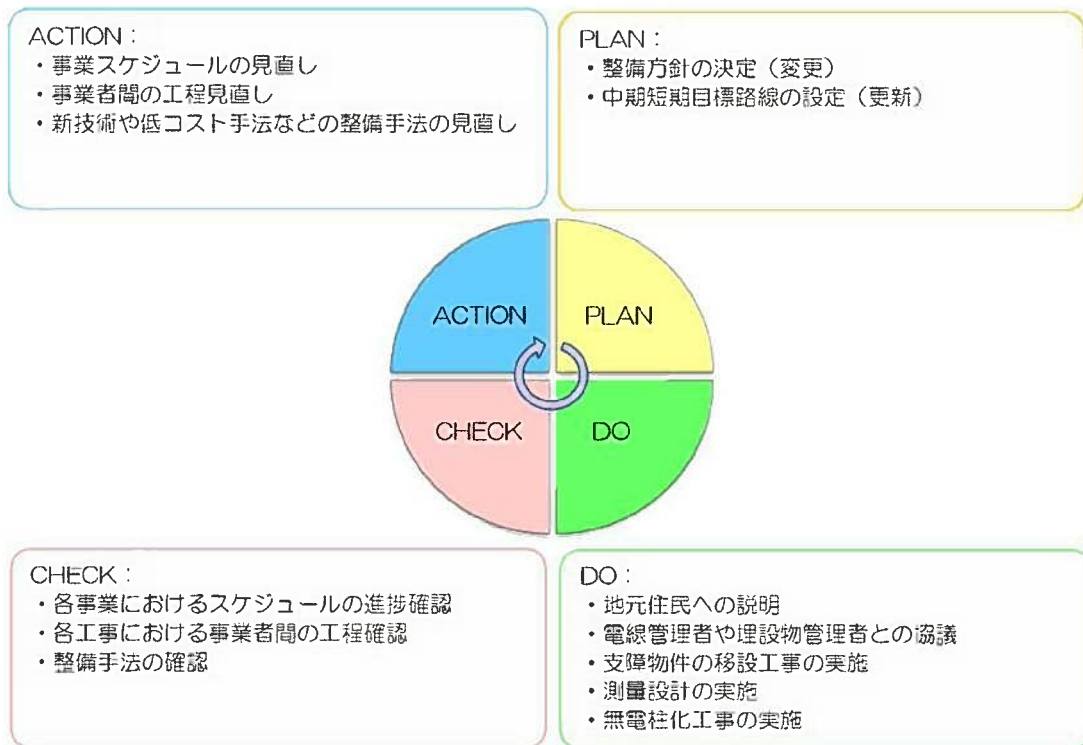 ACTION：
・事業スケジュールの見直し
・事業者間の工程見直し
・新技術や低コスト手法などの整備手法の見直し
PLAN：
・整備方針の決定（変更）
・中期短期目標路線の設定（更新）
ACTION
PLAN
CHECK
DO
CHECK：
・各事業におけるスケジュールの進捗確認
・各工事における事業者間の工程確認
・整備手法の確認
DO：
・地元住民への説明
・電線管理者や埋設物管理者との協議
・支障物件の移設工事の実施
・測量設計の実施
・無電柱化工事の実施